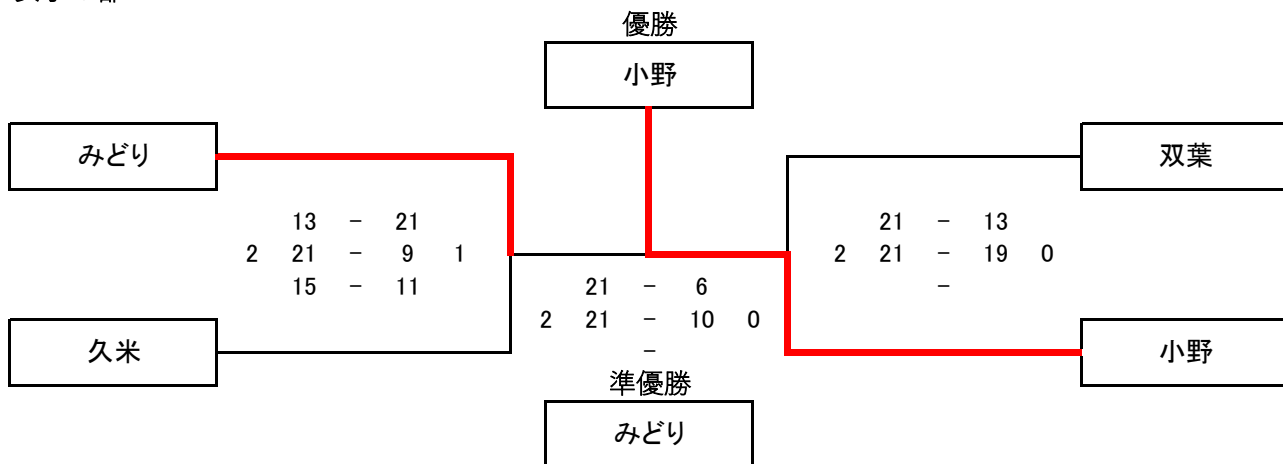 優勝
小野
みどり
双葉
13 - 21
2 21 - 9 1
15 - 11
21 - 13
2 21 - 19 0
-
21 - 6
2 21 - 10 0
-
久米
小野
準優勝
みどり